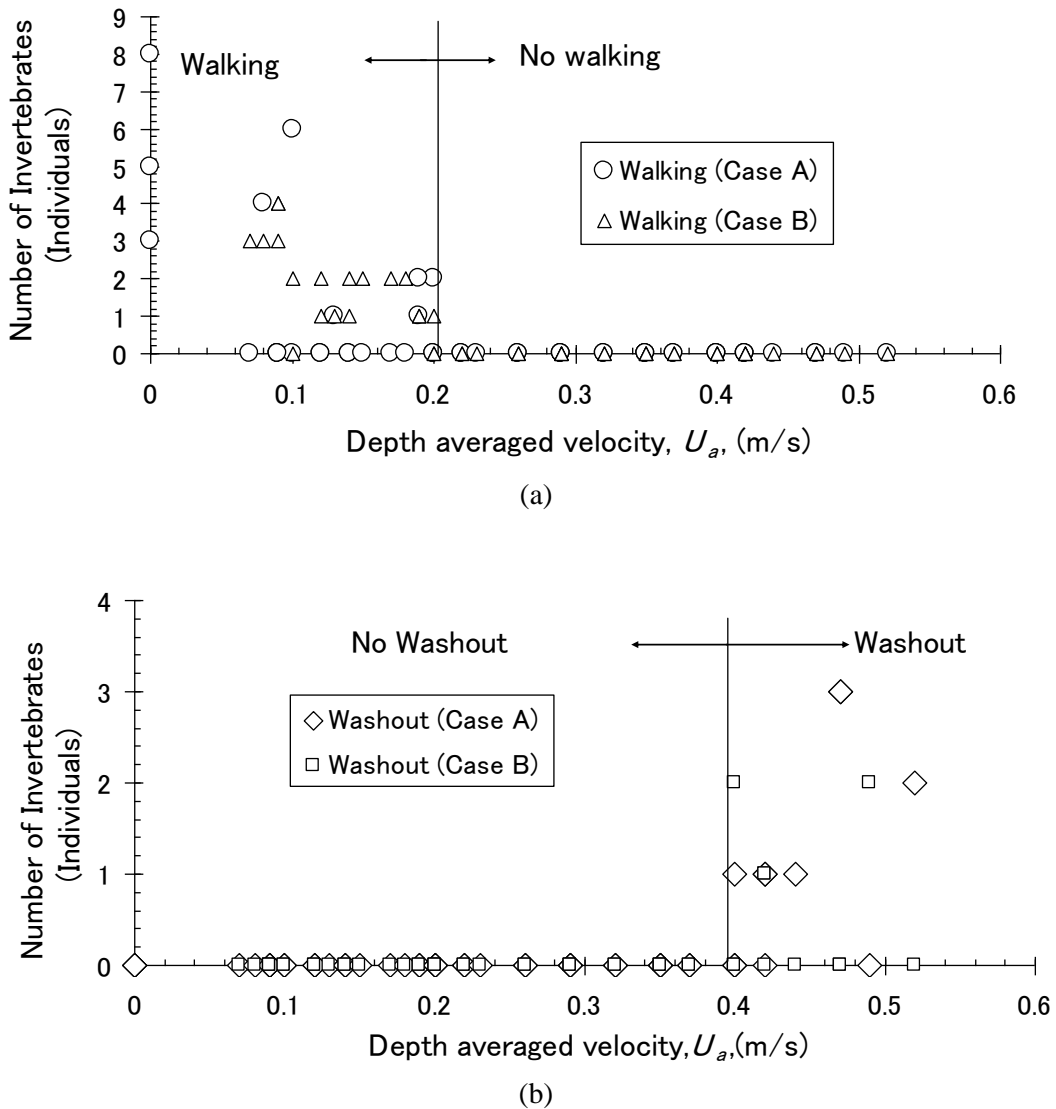 9
8
7
6
5
4
3
2
1
0
Number of Invertebrates
(Individuals)
Walking
No walking
Walking (Case A)
Walking (Case B)
0 0.1 0.2 0.3 0.4 0.5 0.6
Depth averaged velocity, U_a, (m/s)
(a)
4
3
2
1
0
Number of Invertebrates
(Individuals)
No Washout
Washout
Washout (Case A)
Washout (Case B)
0 0.1 0.2 0.3 0.4 0.5 0.6
Depth averaged velocity,U_a,(m/s)
(b)